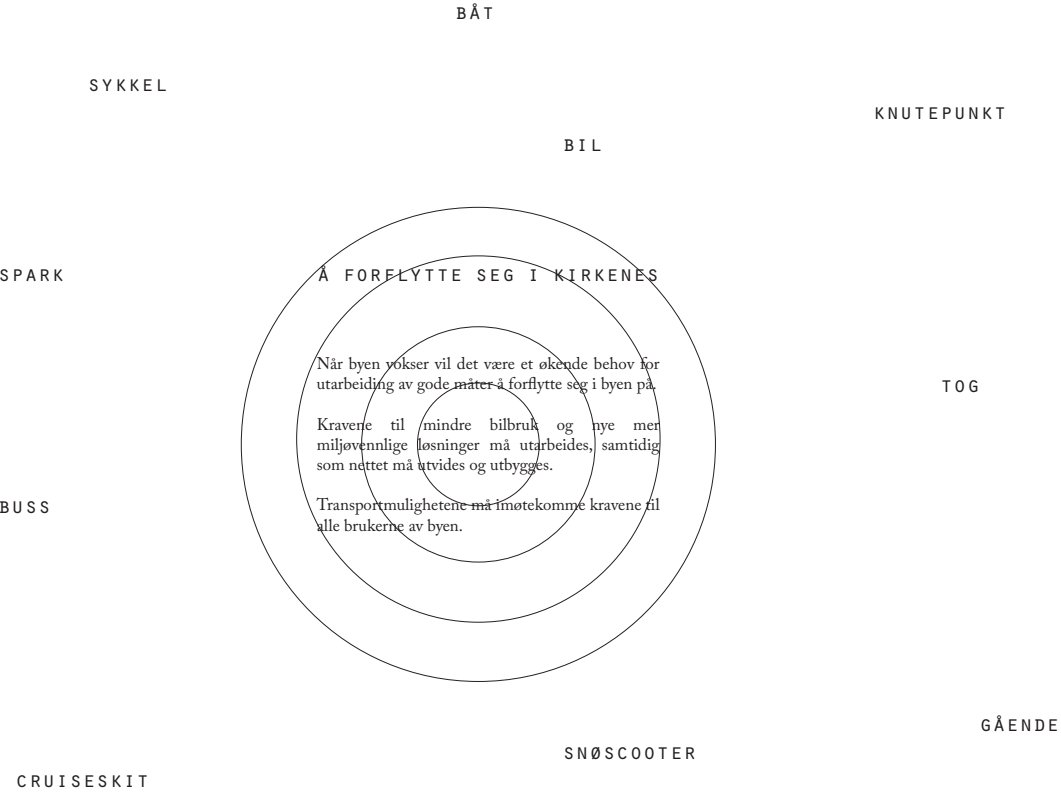 BÅT
SYKKEL
KNUTEPUNKT
BIL
SPARK
Å FORFLYTTE SEG I KIRKENES
Når byen vokser vil det være et økende behov for
utarbeiding av gode måter å forflytte seg i byen på.
TOG
Kravene til mindre bilbruk og nye mer
miljøvennlige løsninger må utarbeides, samtidig
som nettet må utvides og utbygges.
BUSS
Transportmulighetene må imøtekomme kravene til
alle brukerne av byen.
GÅENDE
SNØSCOOTER
CRUISESKIT